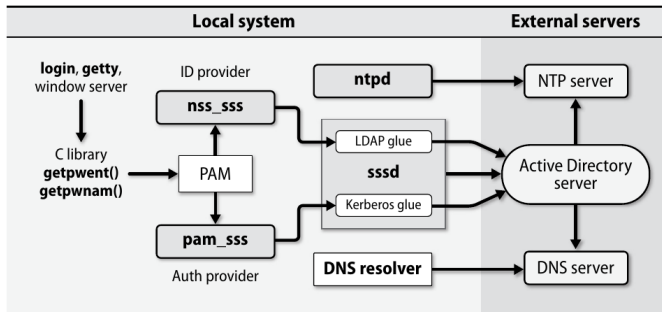 Local system
External servers
login, getty,
window server
C library
getpwent()
getpwnam()
ID provider
nss_sss
PAM
pam_sss
Auth provider
ntpd
LDAP glue
sssd
Kerberos glue
DNS resolver
NTP server
Active Directory
server
DNS server